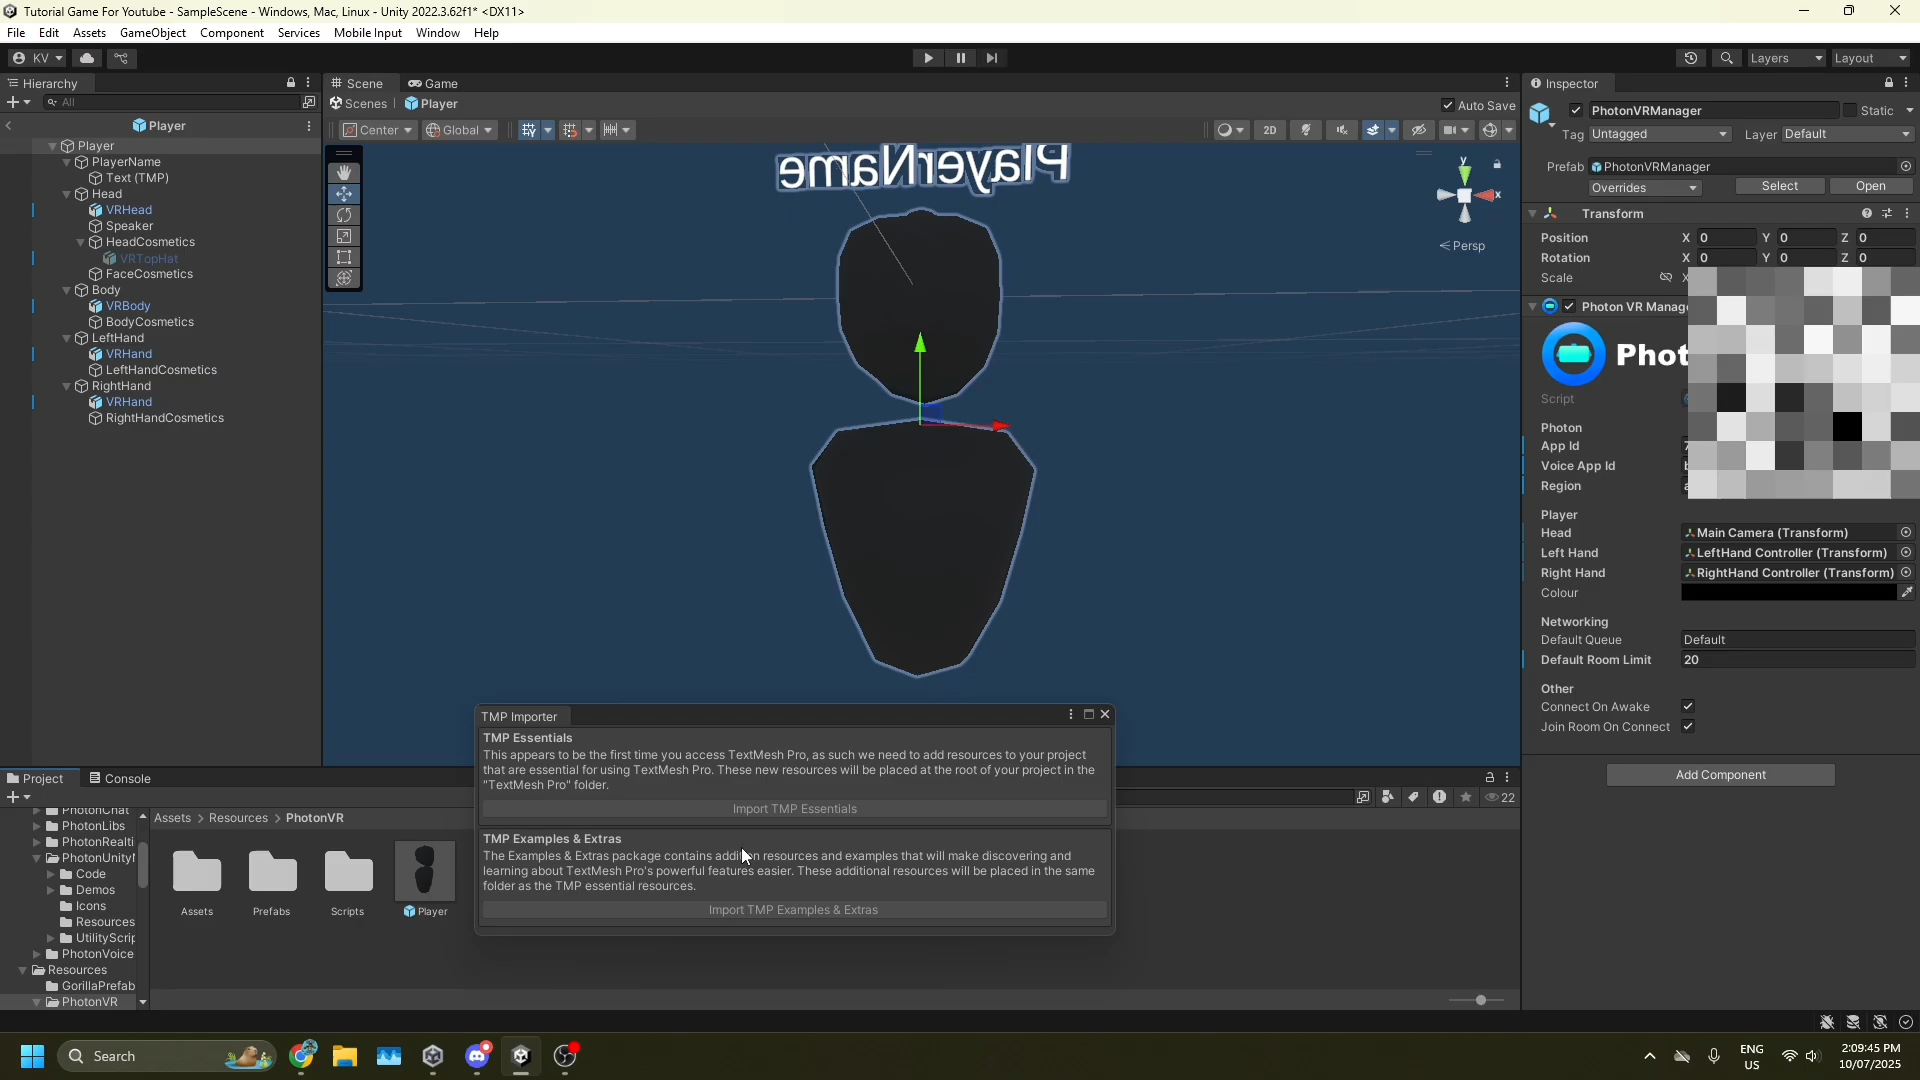 Tutorial Game For Youtube - SampleScene - Windows, Mac, Linux - Unity 2022.3.62f1* <DX11>
File Edit Assets GameObject Component Services Mobile Input Window Help
KV Layers Layout
Hierarchy
All
Player
Player
PlayerName
Text (TMP)
Head
VRHead
Speaker
HeadCosmetics
VRTopHat
FaceCosmetics
Body
VRBody
BodyCosmetics
LeftHand
VRHand
LeftHandCosmetics
RightHand
VRHand
RightHandCosmetics
Scene Game
Scenes Player Auto Save
Center Global 2D
PlayerName
y
x
Persp
TMP Importer
TMP Essentials
This appears to be the first time you access TextMesh Pro, as such we need to add resources to your project
that are essential for using TextMesh Pro. These new resources will be placed at the root of your project in the
"TextMesh Pro" folder.
Import TMP Essentials
TMP Examples & Extras
The Examples & Extras package contains resources and examples that will make discovering and
learning about TextMesh Pro's powerful features easier. These additional resources will be placed in the same
folder as the TMP essential resources.
Import TMP Examples & Extras
Inspector
PhotonVRManager Static
Tag Untagged Layer Default
Prefab PhotonVRManager
Overrides Select Open
Transform
Position X 0 Y 0 Z 0
Rotation X 0 Y 0 Z 0
Scale
Photon VR Manag
Phot
Script
Photon
App Id
Voice App Id
Region
Player
Head Main Camera (Transform)
Left Hand LeftHand Controller (Transform)
Right Hand RightHand Controller (Transform)
Colour
Networking
Default Queue Default
Default Room Limit 20
Other
Connect On Awake
Join Room On Connect
Add Component
Project Console
22
PhotonChat
PhotonLibs
PhotonRealti
PhotonUnity
Code
Demos
Icons
Resources
UtilityScrip
PhotonVoice
Resources
GorillaPrefab
PhotonVR
Assets > Resources > PhotonVR
Assets Prefabs Scripts Player
Search
ENG
US
2:09:45 PM
10/07/2025